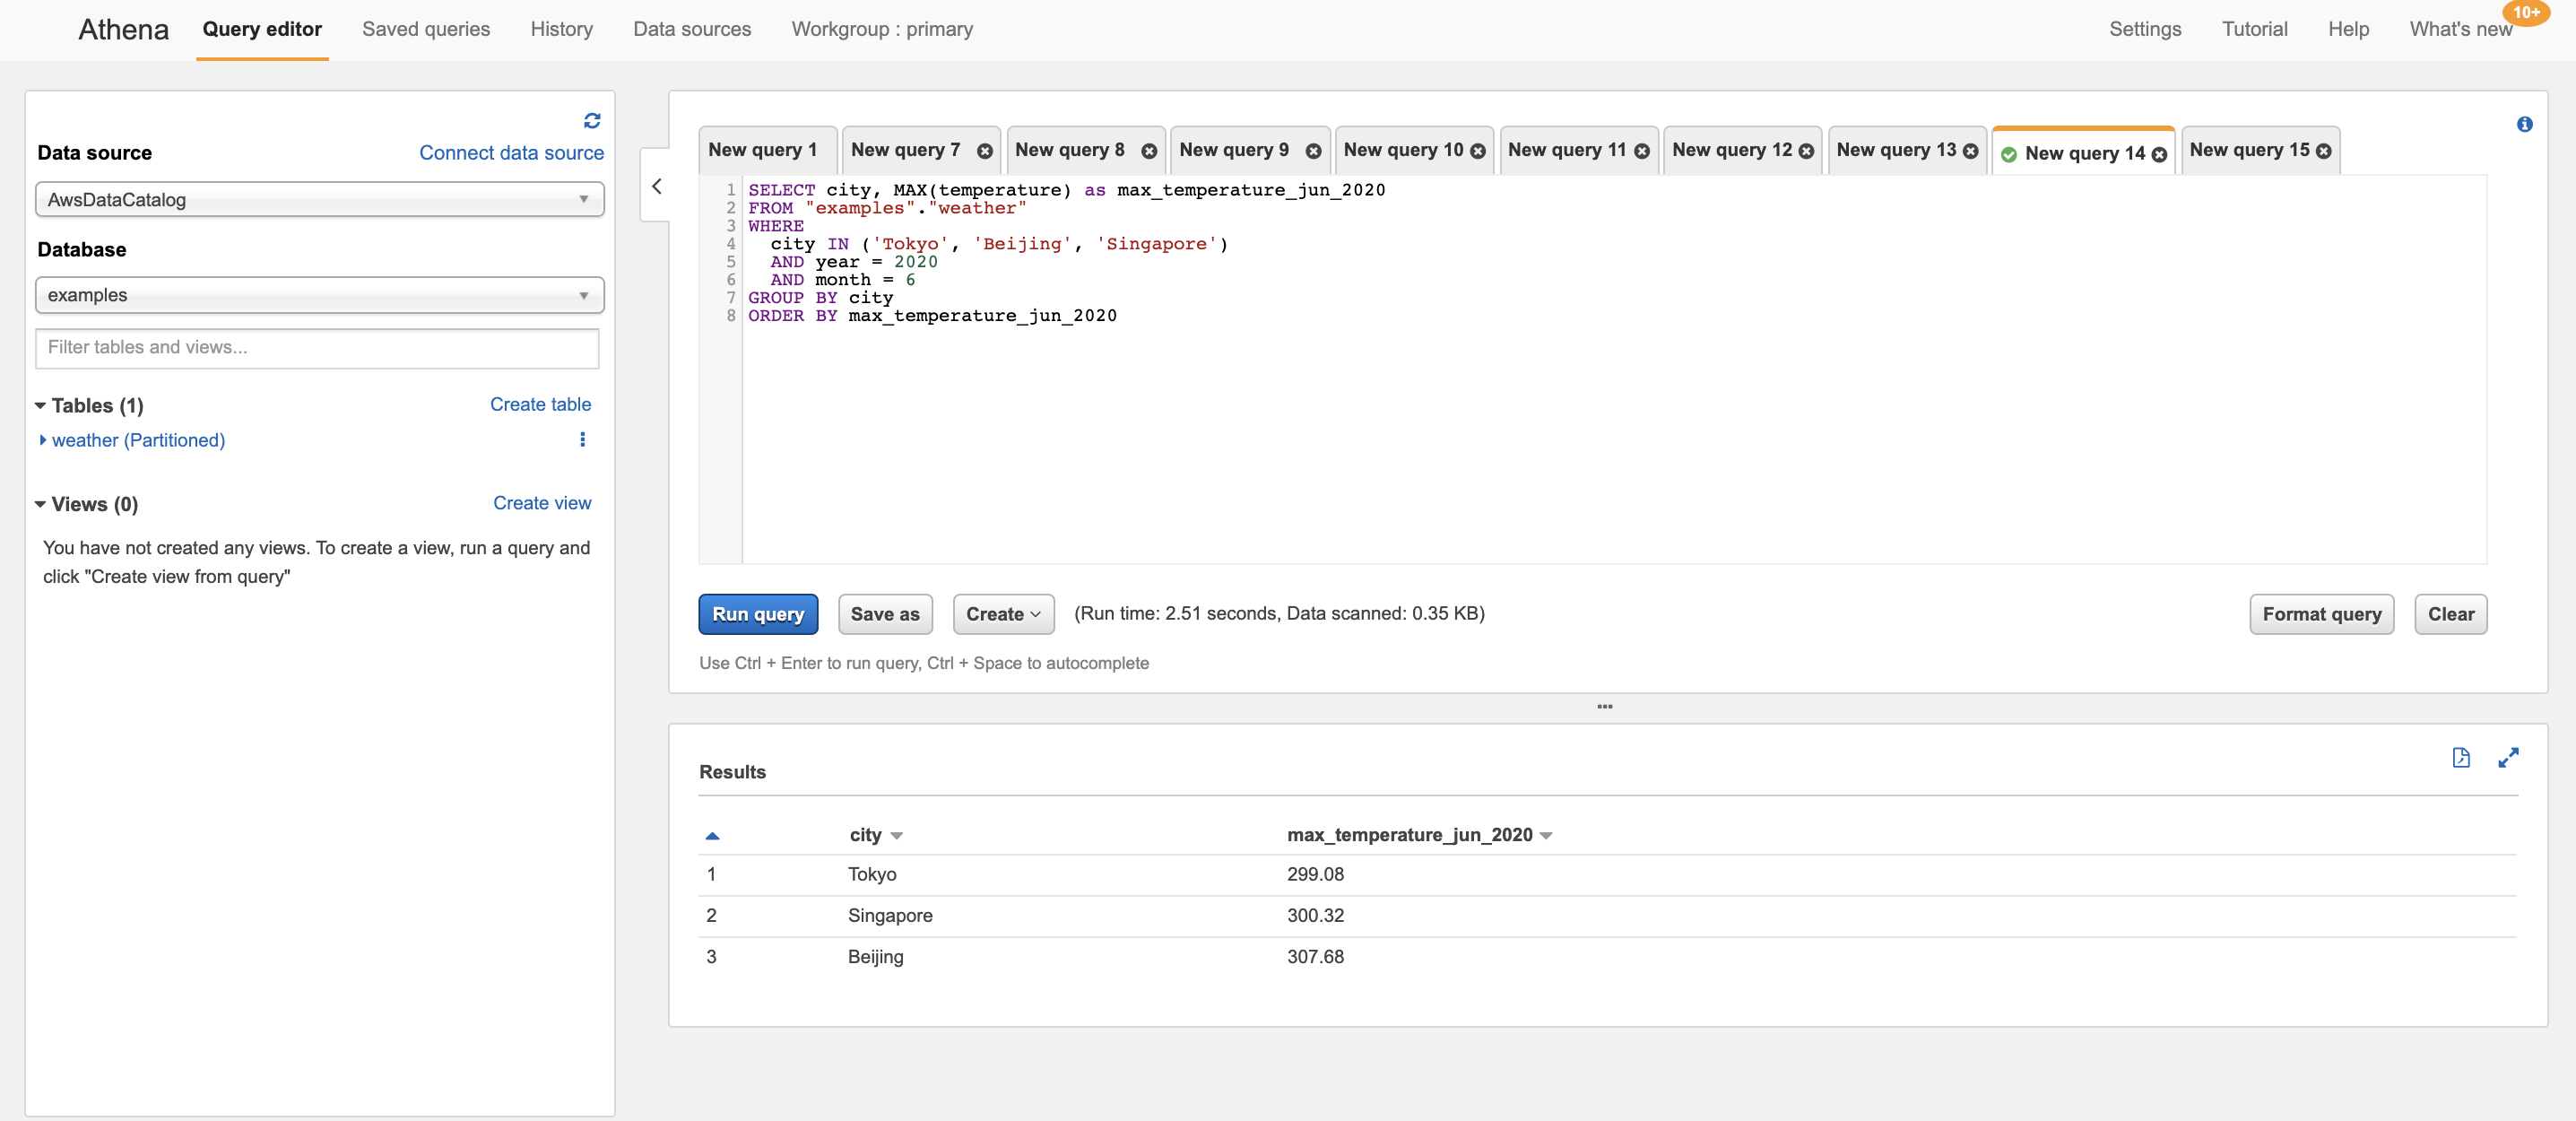 Athena Query editor Saved queries History Data sources Workgroup : primary Settings Tutorial Help What's new 10+
Data source Connect data source
AwsDataCatalog
Database
examples
Filter tables and views...
Tables (1) Create table
weather (Partitioned)
Views (0) Create view
You have not created any views. To create a view, run a query and
click "Create view from query"
New query 1 New query 7 New query 8 New query 9 New query 10 New query 11 New query 12 New query 13 New query 14 New query 15
1 SELECT city, MAX(temperature) as max_temperature_jun_2020
2 FROM "examples"."weather"
3 WHERE
4 city IN ('Tokyo', 'Beijing', 'Singapore')
5 AND year = 2020
6 AND month = 6
7 GROUP BY city
8 ORDER BY max_temperature_jun_2020
Run query Save as Create (Run time: 2.51 seconds, Data scanned: 0.35 KB) Format query Clear
Use Ctrl + Enter to run query, Ctrl + Space to autocomplete
Results
city max_temperature_jun_2020
1 Tokyo 299.08
2 Singapore 300.32
3 Beijing 307.68